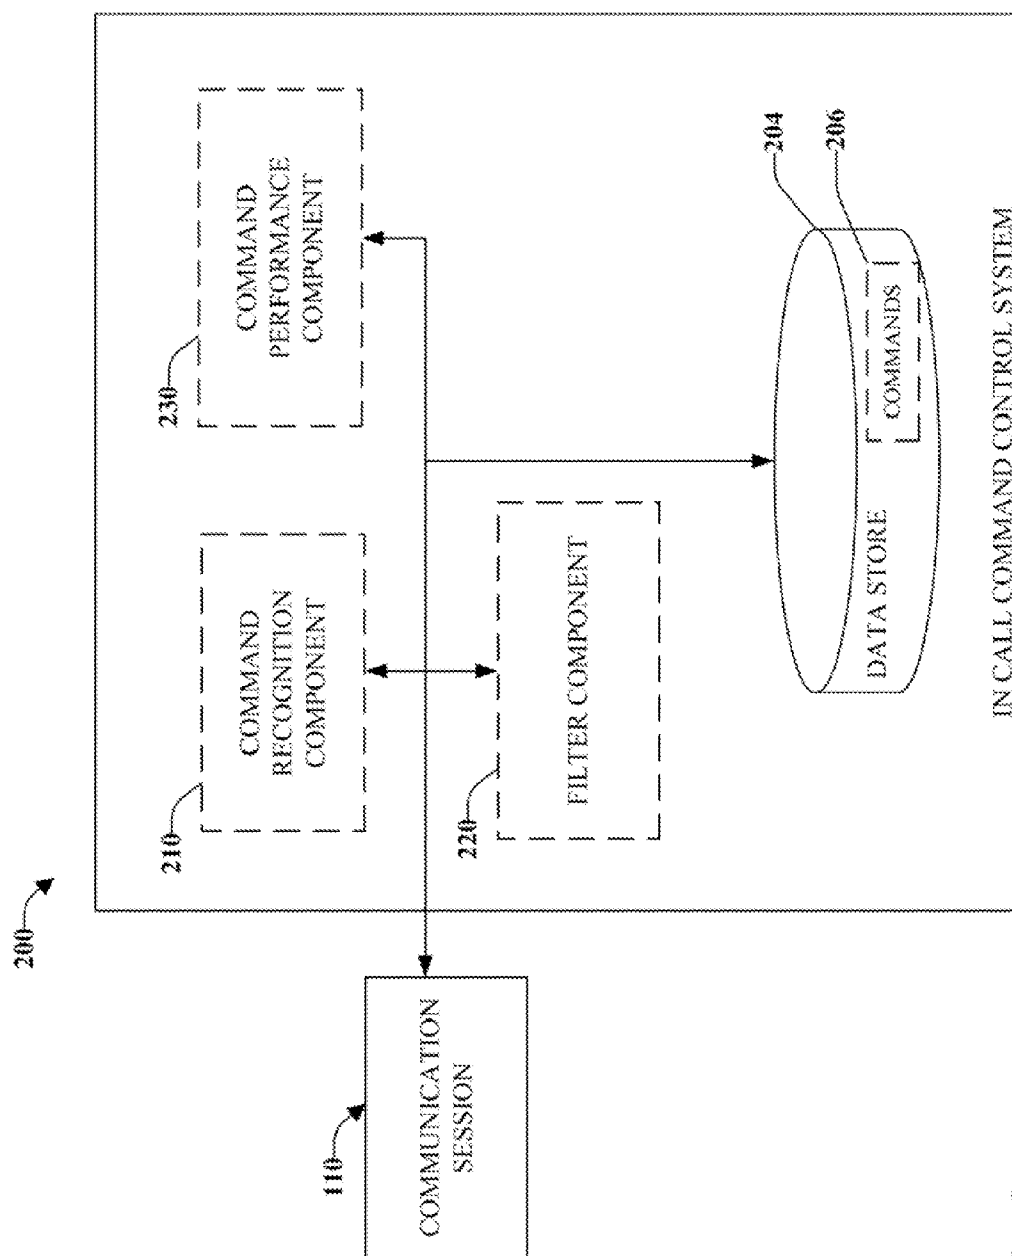 200
110
COMMUNICATION
SESSION
210
COMMAND
RECOGNITION
COMPONENT
230
COMMAND
PERFORMANCE
COMPONENT
220
FILTER COMPONENT
204
206
DATA STORE
COMMANDS
IN CALL COMMAND CONTROL SYSTEM